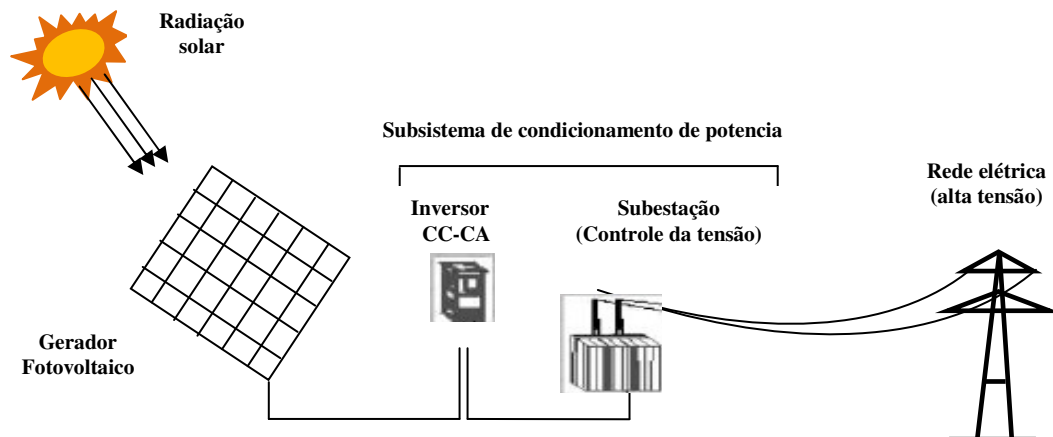 Radiação
solar
Subsistema de condicionamento de potencia
Rede elétrica
(alta tensão)
Inversor
CC-CA
Subestação
(Controle da tensão)
Gerador
Fotovoltaico